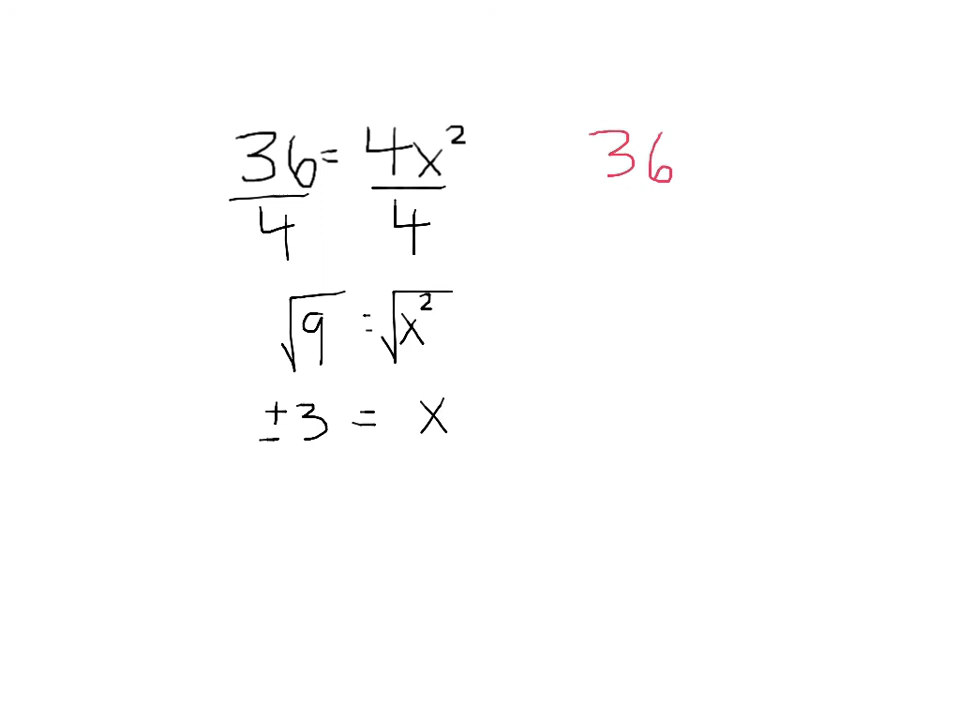 36 = 4x² 36
4 4
√9 = √x²
±3 = x